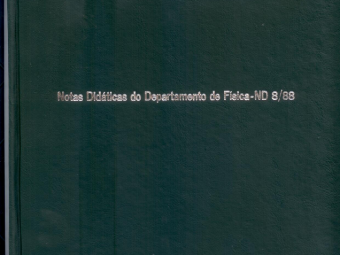 Notas Didáticas do Departamento de Física-ND 8/88